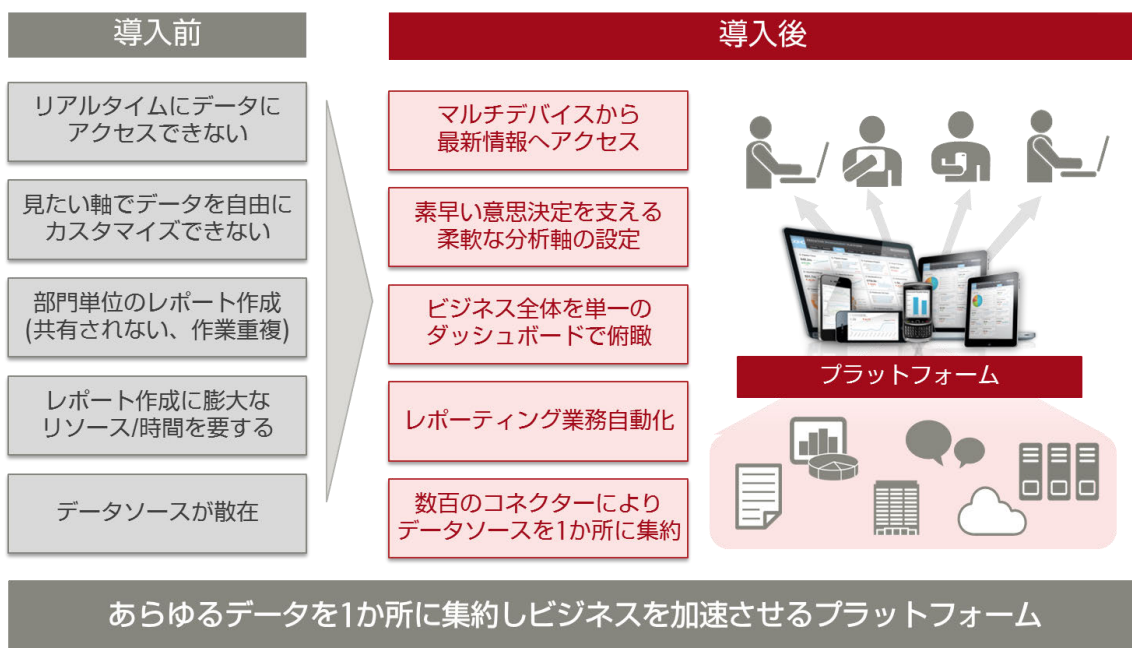 導入前
導入後
リアルタイムにデータに
アクセスできない
マルチデバイスから
最新情報へアクセス
見たい軸でデータを自由に
カスタマイズできない
素早い意思決定を支える
柔軟な分析軸の設定
部門単位のレポート作成
(共有されない、作業重複)
ビジネス全体を単一の
ダッシュボードで俯瞰
レポート作成に膨大な
リソース/時間を要する
レポーティング業務自動化
データソースが散在
数百のコネクターにより
データソースを1か所に集約
プラットフォーム
あらゆるデータを1か所に集約しビジネスを加速させるプラットフォーム